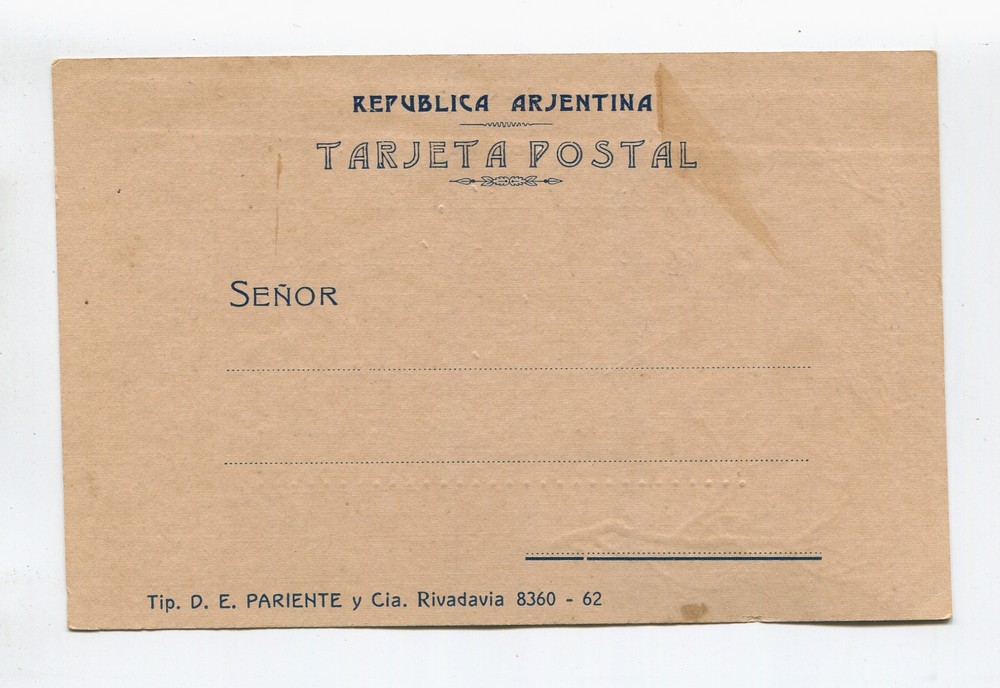 REPUBLICA ARJENTINA
TARJETA POSTAL
SEÑOR
Tip. D. E. PARIENTE y Cia. Rivadavia 8360 - 62